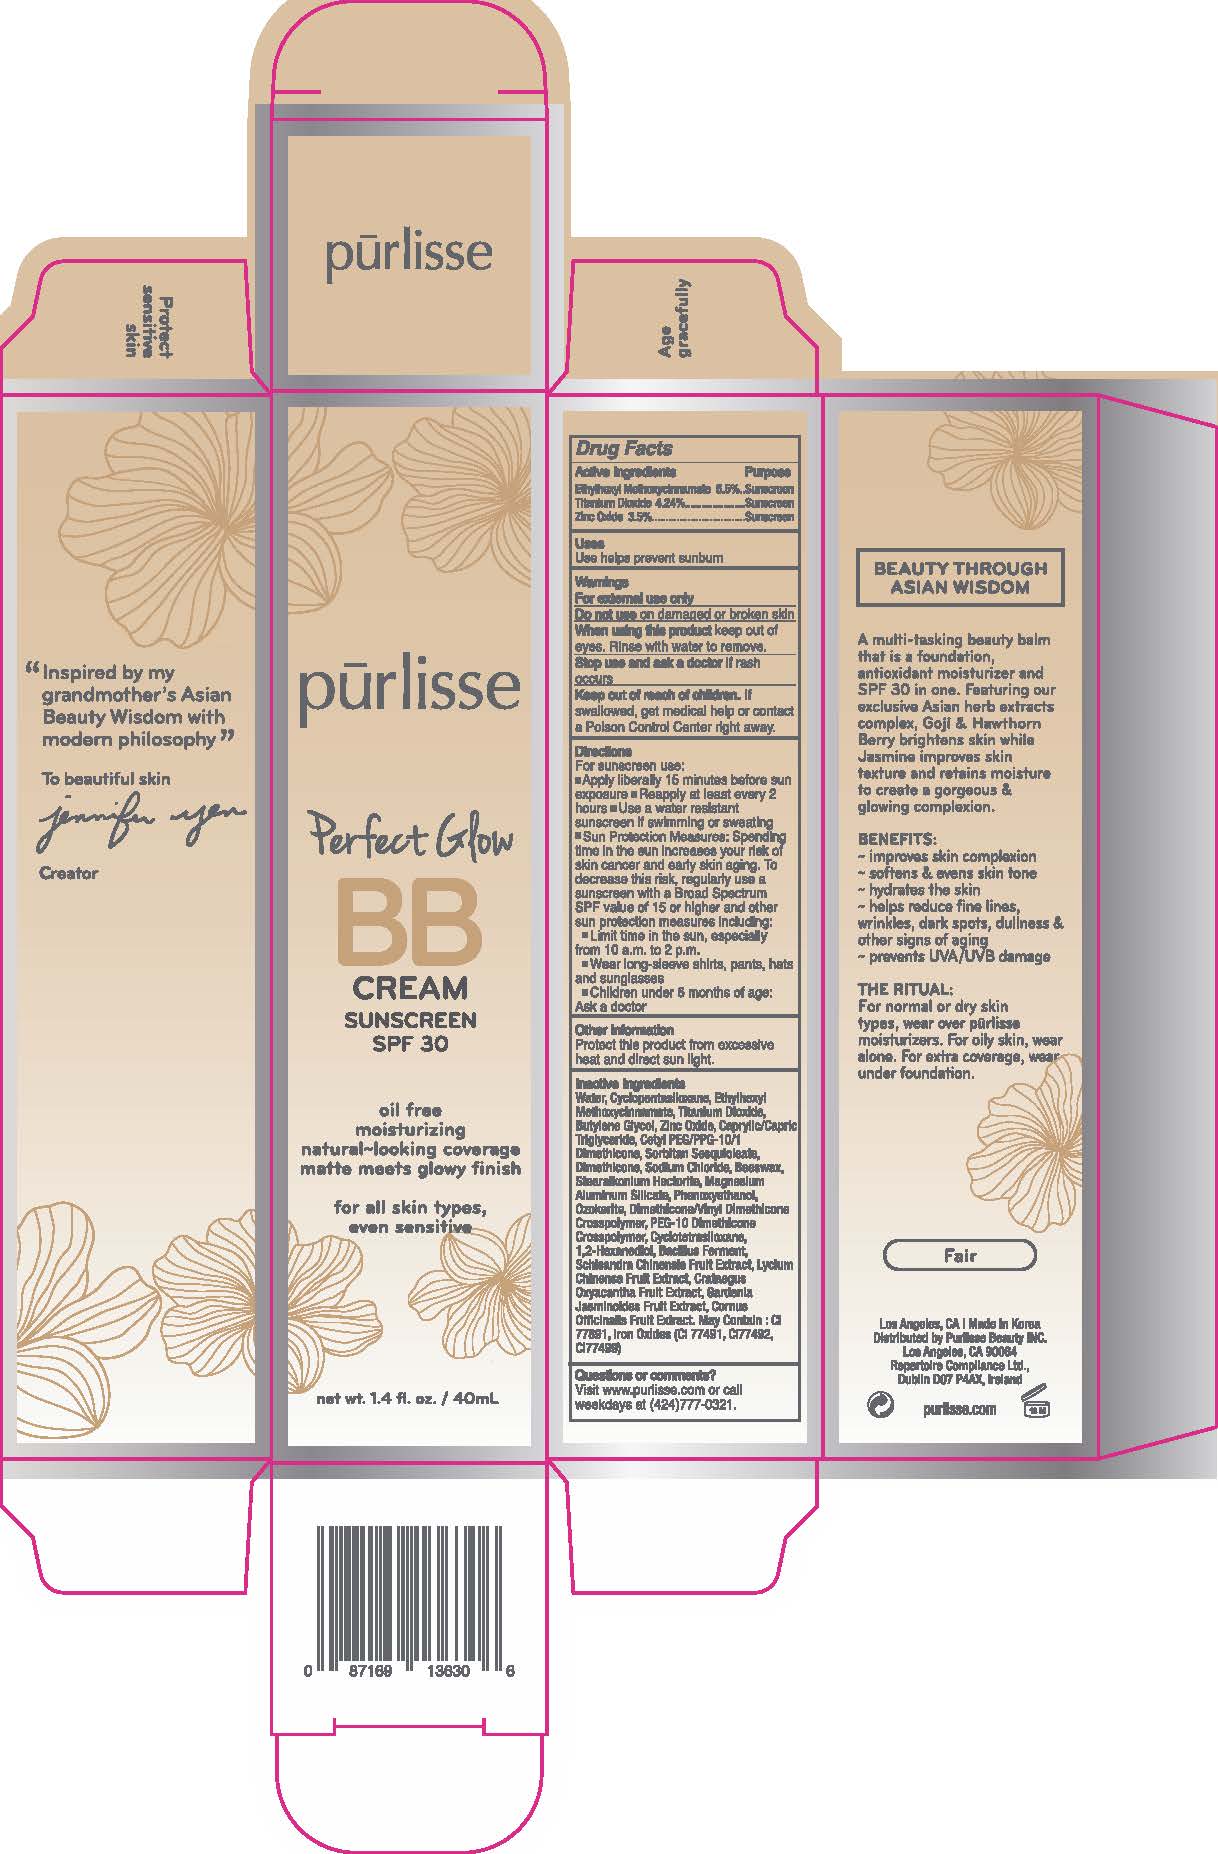 pūrlisse
Protect
sensitive
skin
Age
gracefully
“Inspired by my
grandmother's Asian
Beauty Wisdom with
modern philosophy”
To beautiful skin
jennifer yen
Creator
pūrlisse
Perfect Glow
BB
CREAM
SUNSCREEN
SPF 30
oil free
moisturizing
natural~looking coverage
matte meets glowy finish
for all skin types,
even sensitive
net wt. 1.4 fl. oz. / 40mL
Drug Facts
Active Ingredients Purpose
Ethylhexyl Methoxycinnamate 6.5%..Sunscreen
Titanium Dioxide 4.24%..................Sunscreen
Zinc Oxide 3.5%............................Sunscreen
Uses
Use helps prevent sunburn
Warnings
For external use only
Do not use on damaged or broken skin
When using this product keep out of
eyes. Rinse with water to remove.
Stop use and ask a doctor if rash
occurs
Keep out of reach of children. If
swallowed, get medical help or contact
a Poison Control Center right away.
Directions
For sunscreen use:
▪Apply liberally 15 minutes before sun
exposure ▪Reapply at least every 2
hours ▪Use a water resistant
sunscreen if swimming or sweating
▪Sun Protection Measures: Spending
time in the sun increases your risk of
skin cancer and early skin aging. To
decrease this risk, regularly use a
sunscreen with a Broad Spectrum
SPF value of 15 or higher and other
sun protection measures including:
▪Limit time in the sun, especially
from 10 a.m. to 2 p.m.
▪Wear long-sleeve shirts, pants, hats
and sunglasses
▪Children under 6 months of age:
Ask a doctor
Other Information
Protect this product from excessive
heat and direct sun light.
Inactive Ingredients
Water, Cyclopentasiloxane, Ethylhexyl
Methoxycinnamate, Titanium Dioxide,
Butylene Glycol, Zinc Oxide, Caprylic/Capric
Triglyceride, Cetyl PEG/PPG-10/1
Dimethicone, Sorbitan Sesquioleate,
Dimethicone, Sodium Chloride, Beeswax,
Stearalkonium Hectorite, Magnesium
Aluminum Silicate, Phenoxyethanol,
Ozokerite, Dimethicone/Vinyl Dimethicone
Crosspolymer, PEG-10 Dimethicone
Crosspolymer, Cyclotetrasiloxane,
1,2-Hexanediol, Bacillus Ferment,
Schisandra Chinensis Fruit Extract, Lycium
Chinense Fruit Extract, Crataegus
Oxyacantha Fruit Extract, Gardenia
Jasminoides Fruit Extract, Cornus
Officinalis Fruit Extract. May Contain : CI
77891, Iron Oxides (CI 77491, CI77492,
CI77499)
Questions or comments?
Visit www.purlisse.com or call
weekdays at (424)777-0321.
BEAUTY THROUGH
ASIAN WISDOM
A multi-tasking beauty balm
that is a foundation,
antioxidant moisturizer and
SPF 30 in one. Featuring our
exclusive Asian herb extracts
complex, Goji & Hawthorn
Berry brightens skin while
Jasmine improves skin
texture and retains moisture
to create a gorgeous &
glowing complexion.
BENEFITS:
~ improves skin complexion
~ softens & evens skin tone
~ hydrates the skin
~ helps reduce fine lines,
wrinkles, dark spots, dullness &
other signs of aging
~ prevents UVA/UVB damage
THE RITUAL:
For normal or dry skin
types, wear over pūrlisse
moisturizers. For oily skin, wear
alone. For extra coverage, wear
under foundation.
Fair
Los Angeles, CA | Made in Korea
Distributed by Purlisse Beauty INC.
Los Angeles, CA 90064
Repertoire Compliance Ltd.,
Dublin D07 P4AX, Ireland
purlisse.com
0 87169 13630 6